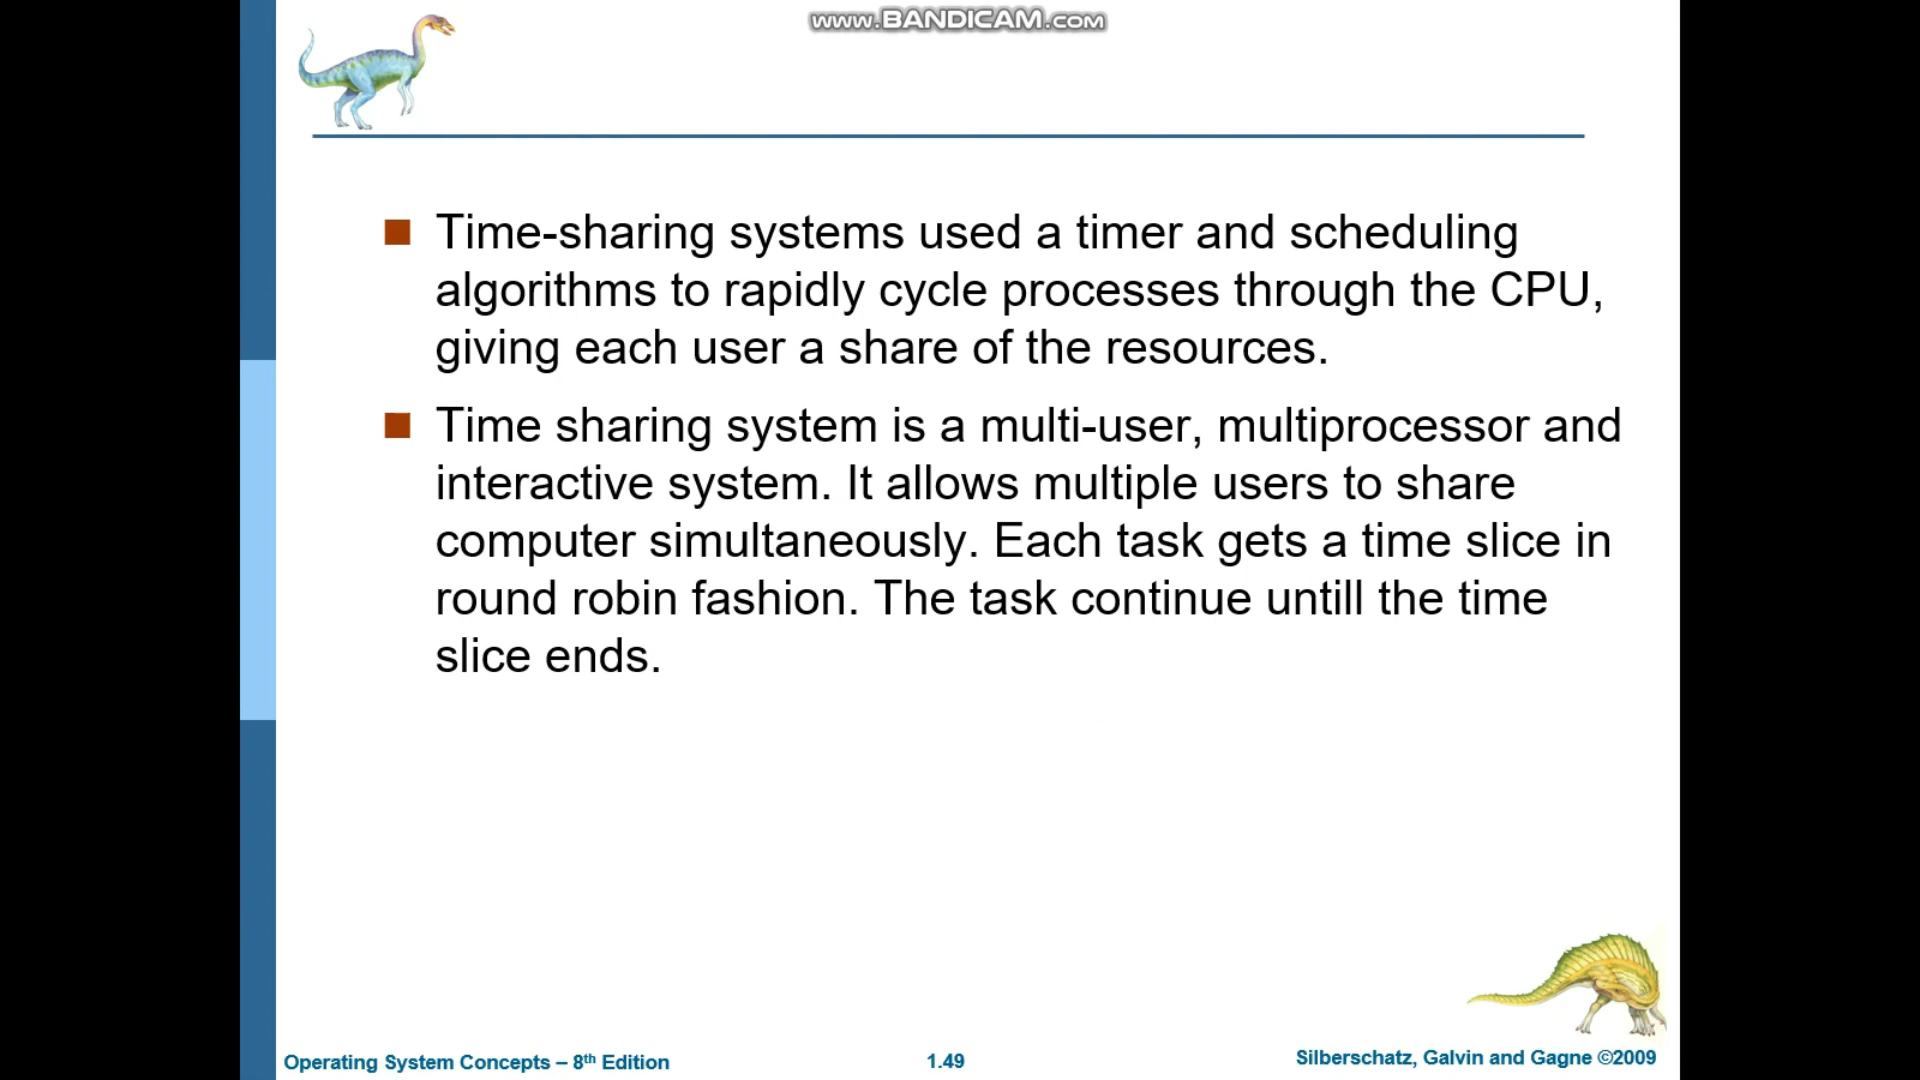 www.BANDICAM.com
Time-sharing systems used a timer and scheduling
algorithms to rapidly cycle processes through the CPU,
giving each user a share of the resources.
Time sharing system is a multi-user, multiprocessor and
interactive system. It allows multiple users to share
computer simultaneously. Each task gets a time slice in
round robin fashion. The task continue untill the time
slice ends.
Operating System Concepts – 8th Edition
1.49
Silberschatz, Galvin and Gagne ©2009